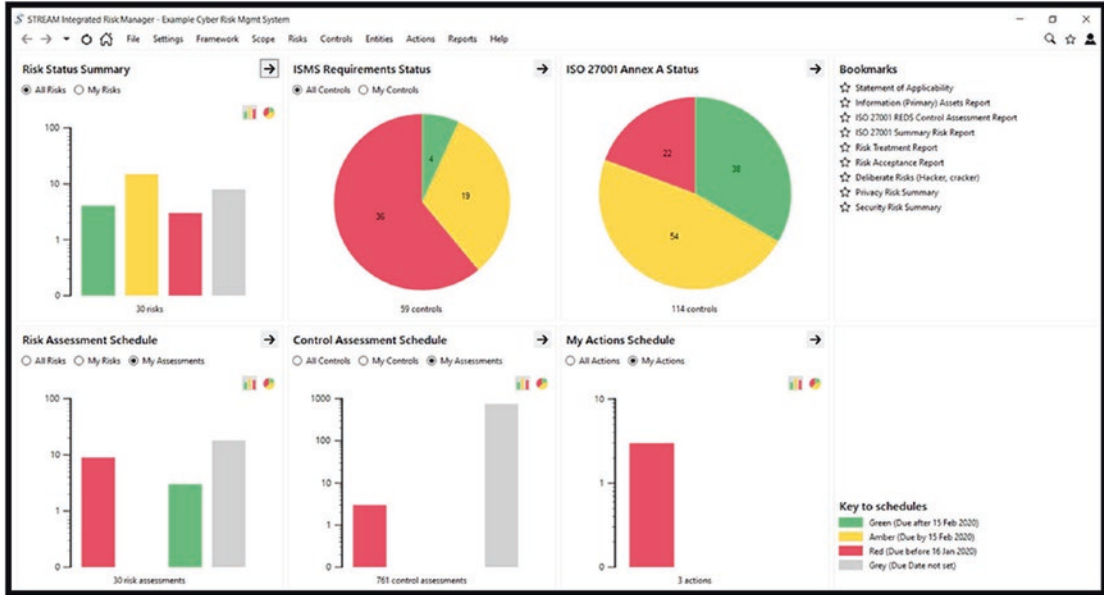 STREAM Integrated Risk Manager - Example Cyber Risk Mgmt System
File Settings Framework Scope Risks Controls Entities Actions Reports Help
Risk Status Summary
All Risks My Risks
100
10
1
0
30 risks
ISMS Requirements Status
All Controls My Controls
4
19
36
59 controls
ISO 27001 Annex A Status
22
38
54
114 controls
Bookmarks
Statement of Applicability
Information (Primary) Assets Report
ISO 27001 REDS Control Assessment Report
ISO 27001 Summary Risk Report
Risk Treatment Report
Risk Acceptance Report
Deliberate Risks (Hacker, cracker)
Privacy Risk Summary
Security Risk Summary
Risk Assessment Schedule
All Risks My Risks My Assessments
100
10
1
0
30 risk assessments
Control Assessment Schedule
All Controls My Controls My Assessments
1000
100
10
1
0
761 control assessments
My Actions Schedule
All Actions My Actions
10
1
0
3 actions
Key to schedules
Green (Due after 15 Feb 2020)
Amber (Due by 15 Feb 2020)
Red (Due before 16 Jan 2020)
Grey (Due Date not set)